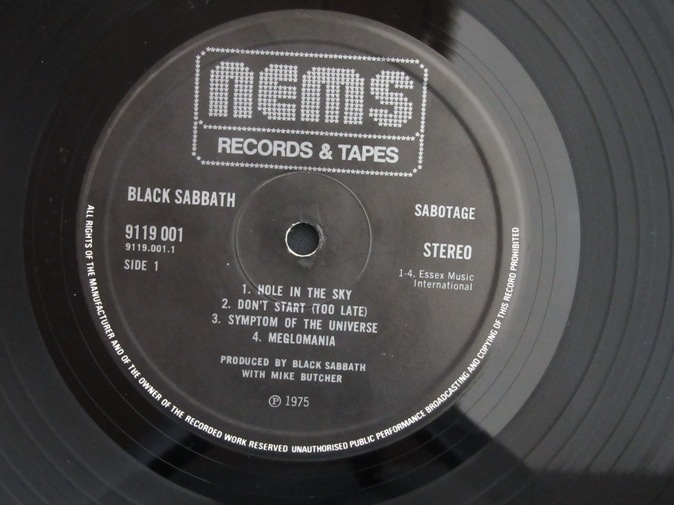 nems
RECORDS & TAPES
BLACK SABBATH
SABOTAGE
9119 001
9119.001.1
STEREO
SIDE 1
1-4. Essex Music
International
1. HOLE IN THE SKY
2. DON'T START (TOO LATE)
3. SYMPTOM OF THE UNIVERSE
4. MEGLOMANIA
PRODUCED BY BLACK SABBATH
WITH MIKE BUTCHER
℗ 1975
ALL RIGHTS OF THE MANUFACTURER AND OF THE OWNER OF THE RECORDED WORK RESERVED UNAUTHORISED PUBLIC PERFORMANCE BROADCASTING AND COPYING OF THIS RECORD PROHIBITED